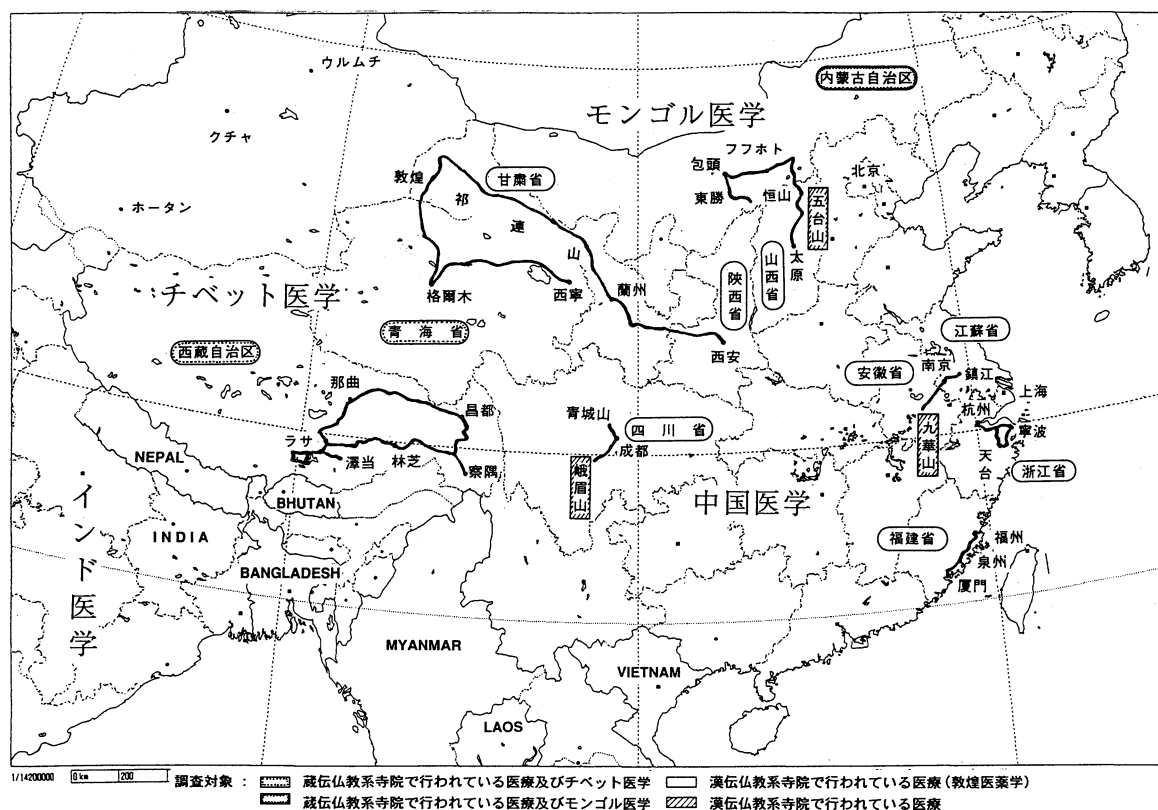 ウルムチ
内蒙古自治区
モンゴル医学
クチャ
フフホト
包頭
北京
敦煌
甘粛省
東勝
恒山
五台山
ホータン
祁連山
太原
山西省
陝西省
チベット医学
格爾木
西寧
蘭州
青海省
江蘇省
西蔵自治区
西安
南京
安徽省
鎮江
那曲
上海
昌都
青城山
杭州
四川省
寧波
ラサ
成都
九華山
NEPAL
澤当
林芝
察隅
天台
浙江省
峨眉山
中国医学
BHUTAN
インド医学
INDIA
福建省
福州
泉州
BANGLADESH
厦門
MYANMAR
VIETNAM
LAOS
1/14200000
0km 200
調査対象 : 蔵伝仏教系寺院で行われている医療及びチベット医学 漢伝仏教系寺院で行われている医療(敦煌医薬学)
蔵伝仏教系寺院で行われている医療及びモンゴル医学 漢伝仏教系寺院で行われている医療